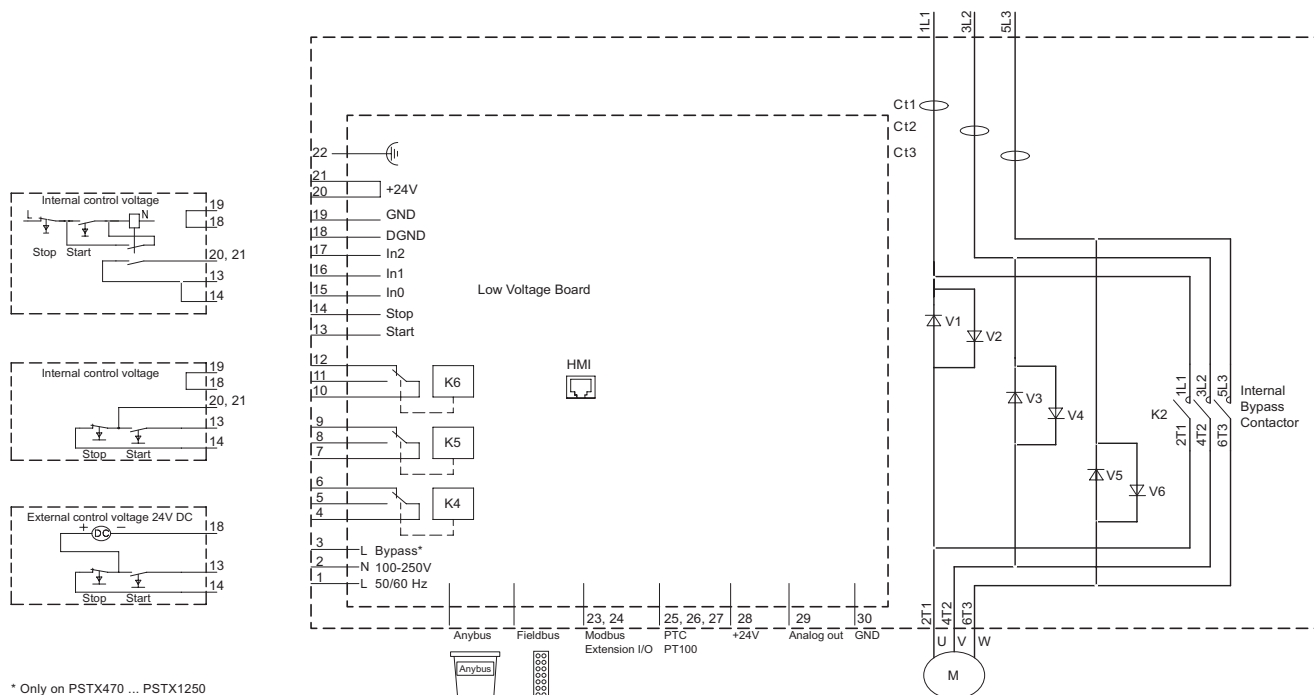 1L1
3L2
5L3
Ct1
Ct2
Ct3
22
21
20
+24V
19
GND
18
DGND
17
In2
16
In1
15
In0
14
Stop
13
Start
Low Voltage Board
HMI
12
11
10
K6
9
8
7
K5
6
5
4
K4
3
L Bypass*
2
N 100-250V
1
L 50/60 Hz
Internal control voltage
L
N
Stop
Start
19
18
20, 21
13
14
Internal control voltage
19
18
20, 21
13
14
Stop
Start
External control voltage 24V DC
+
DC
–
18
13
14
Stop
Start
V1
V2
V3
V4
V5
V6
K2
1L1
3L2
5L3
2T1
4T2
6T3
Internal
Bypass
Contactor
Anybus
Fieldbus
23, 24
Modbus
Extension I/O
25, 26, 27
PTC
PT100
28
+24V
29
Analog out
30
GND
2T1
4T2
6T3
U
V
W
M
Anybus
* Only on PSTX470 ... PSTX1250